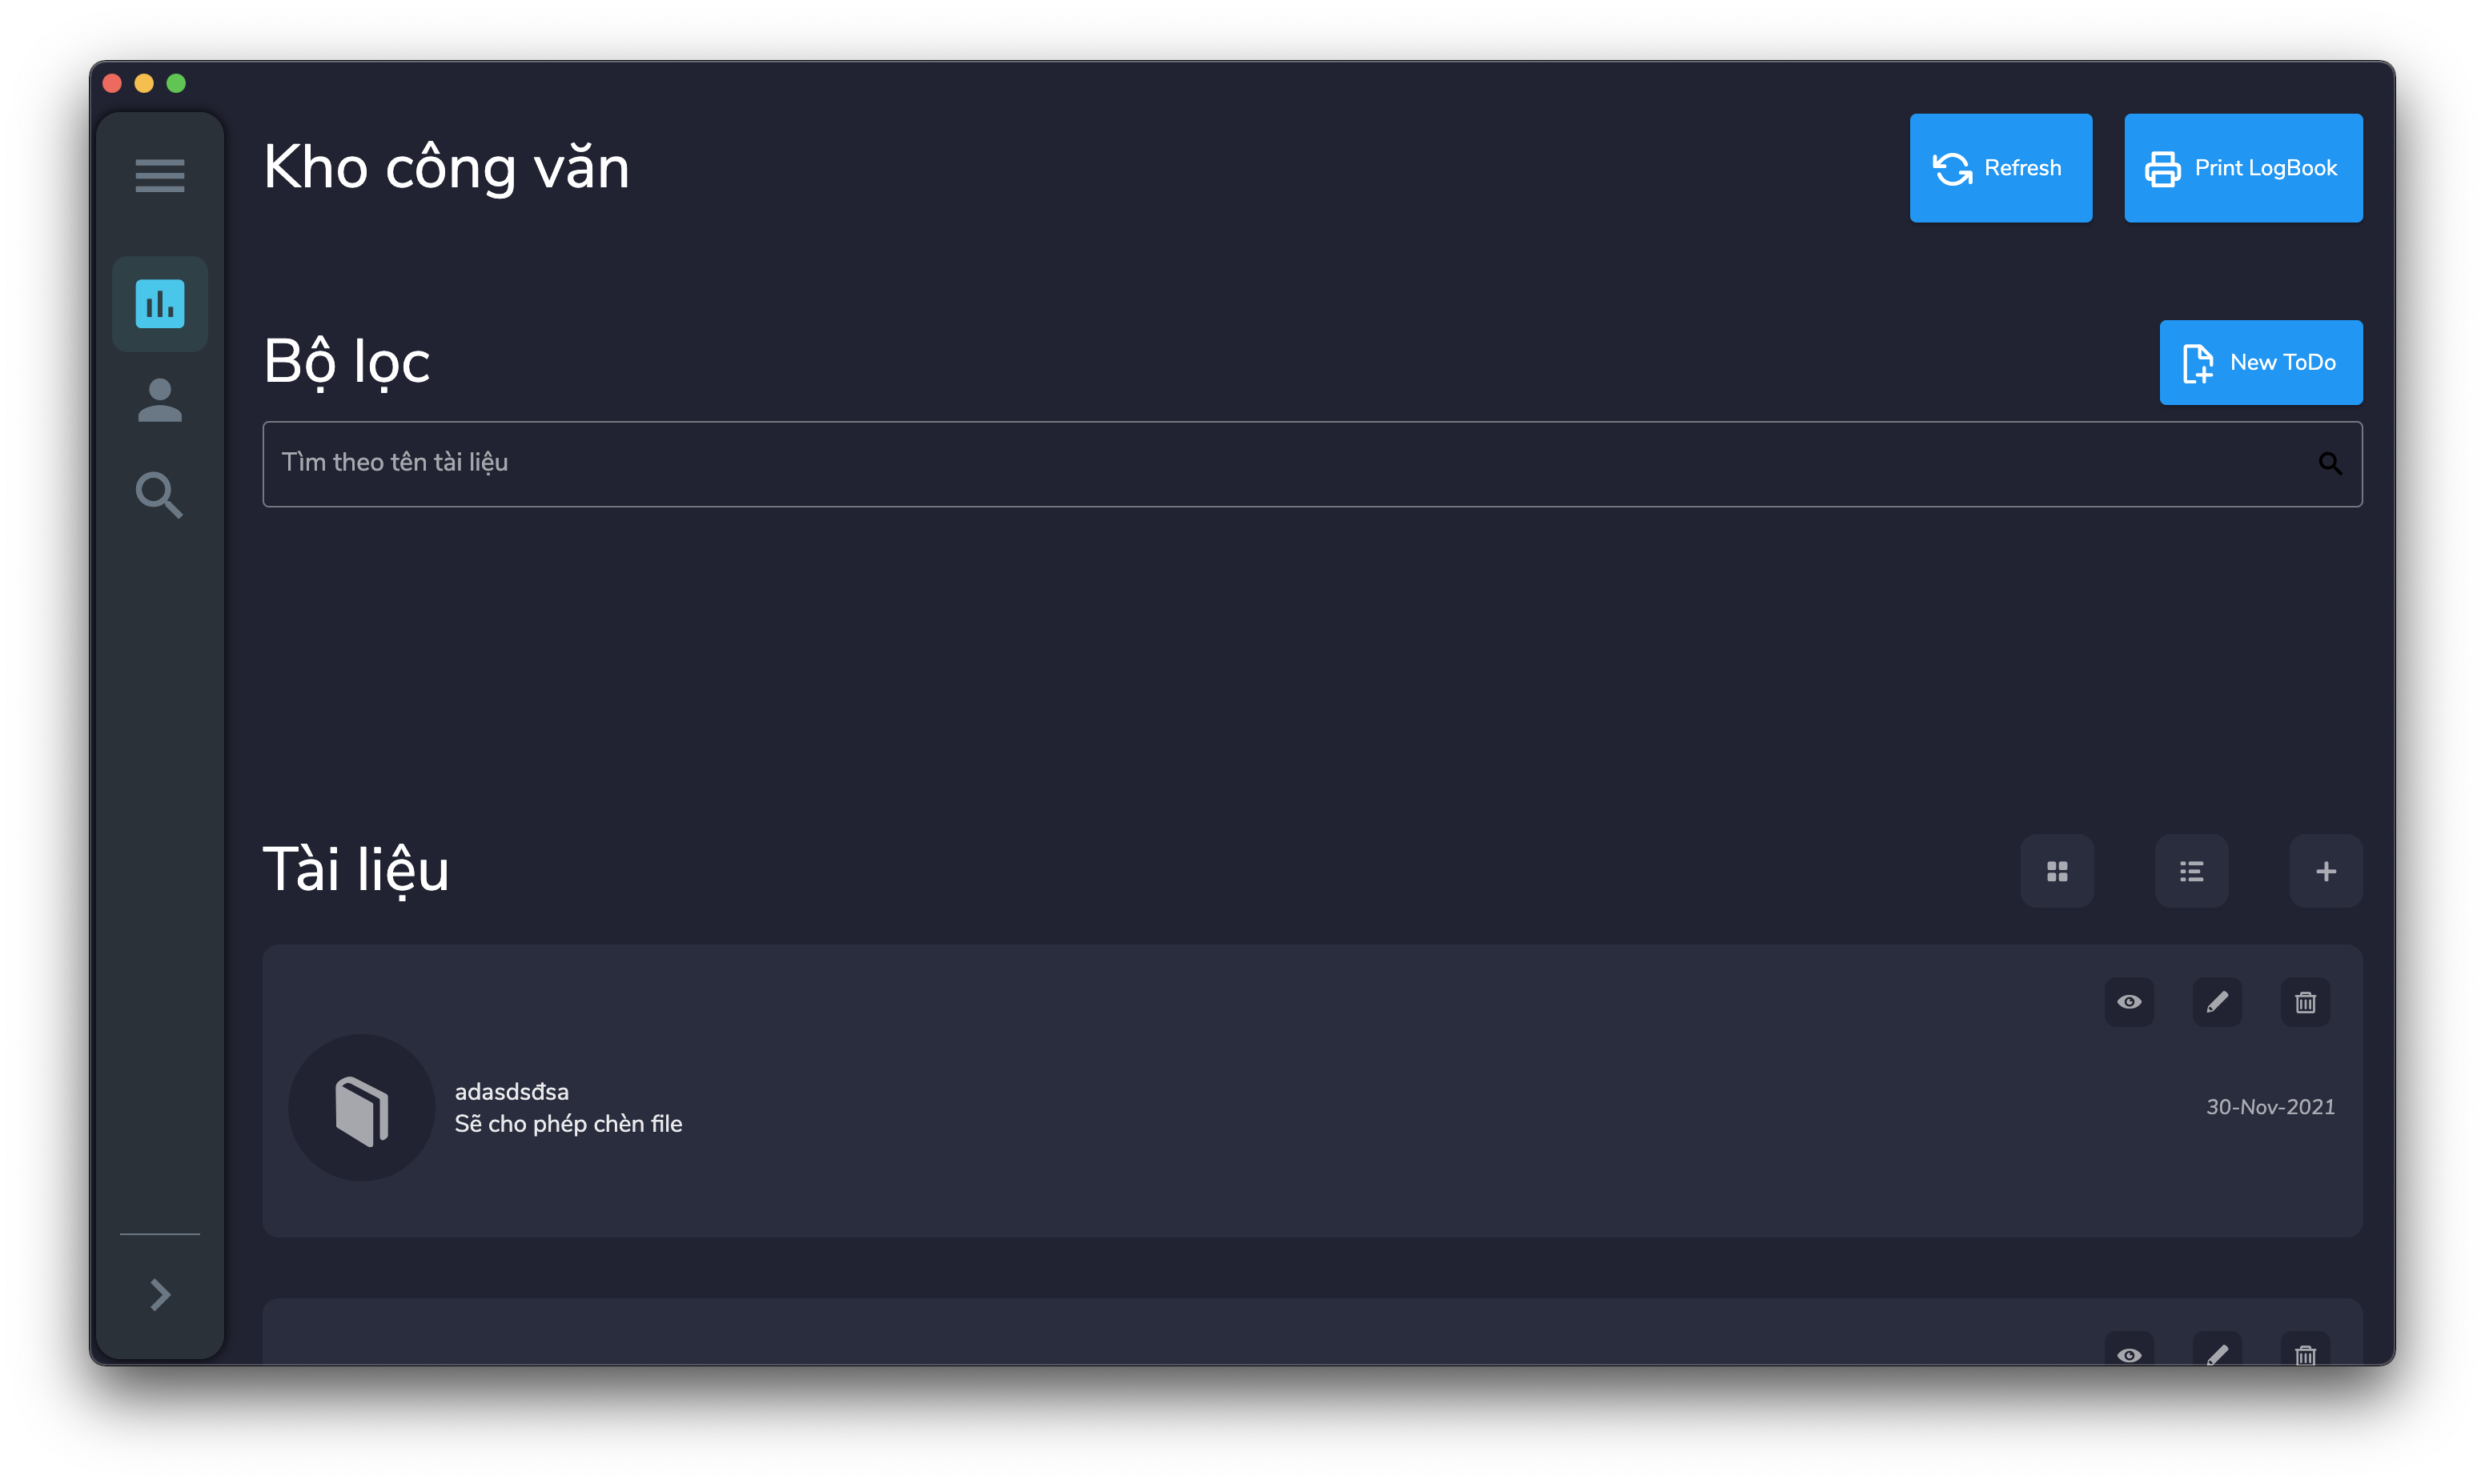 Kho công văn
Refresh
Print LogBook
Bộ lọc
New ToDo
Tìm theo tên tài liệu
Tài liệu
adasdsđsa
Sẽ cho phép chèn file
30-Nov-2021